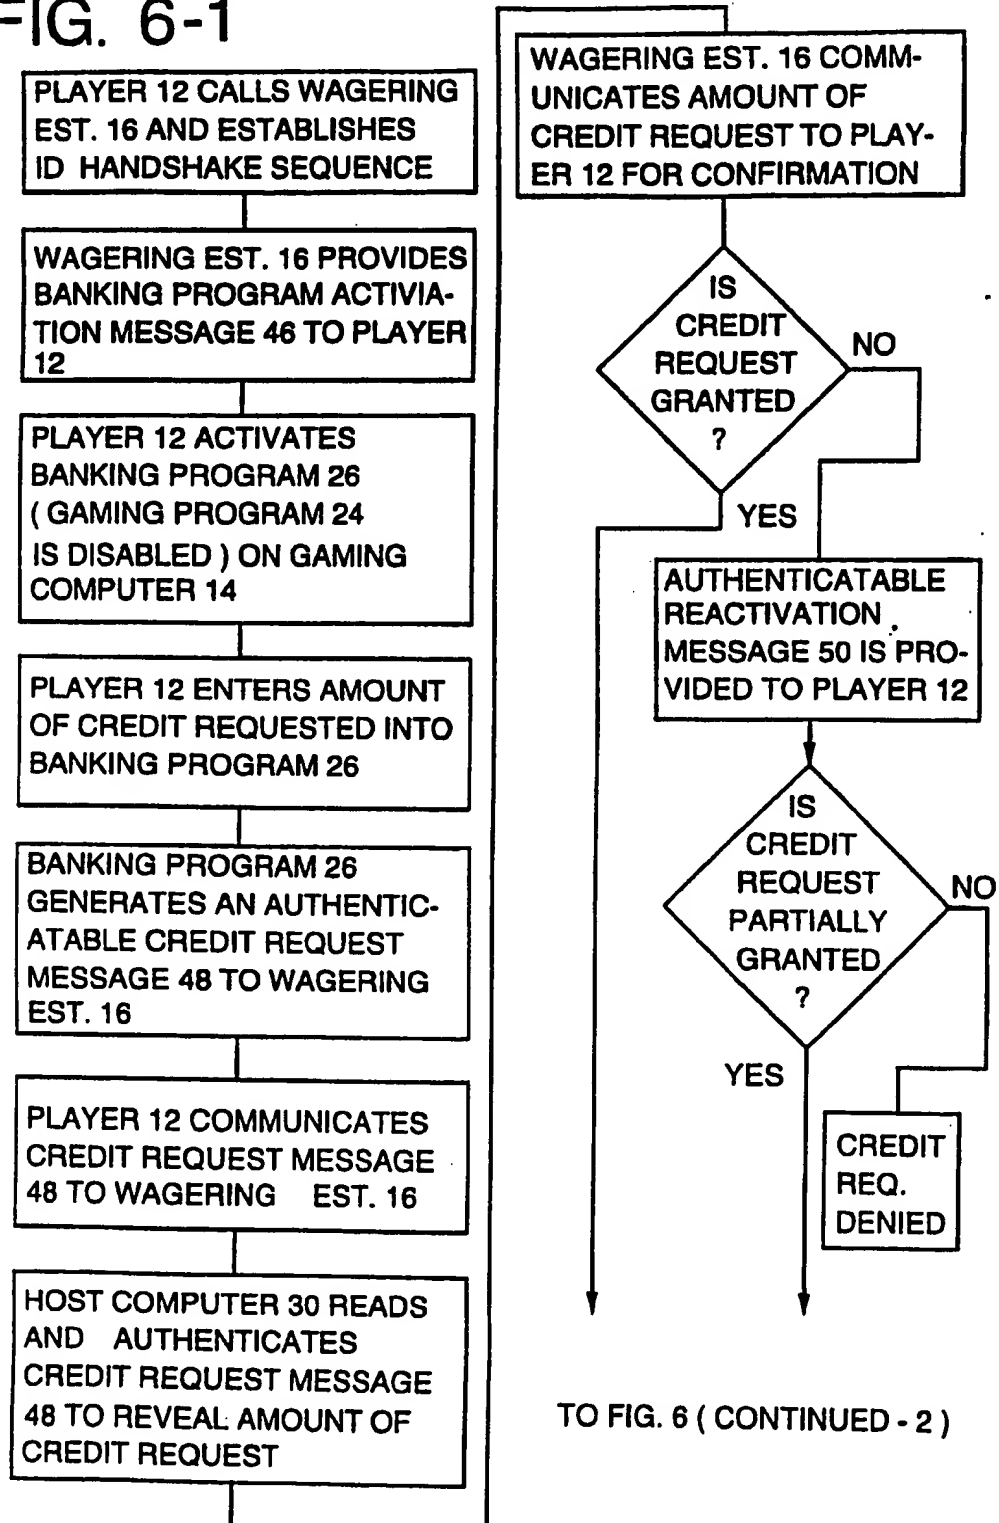 FIG. 6-1
PLAYER 12 CALLS WAGERING
EST. 16 AND ESTABLISHES
ID HANDSHAKE SEQUENCE
WAGERING EST. 16 PROVIDES
BANKING PROGRAM ACTIVIA-
TION MESSAGE 46 TO PLAYER
12
PLAYER 12 ACTIVATES
BANKING PROGRAM 26
( GAMING PROGRAM 24
IS DISABLED ) ON GAMING
COMPUTER 14
PLAYER 12 ENTERS AMOUNT
OF CREDIT REQUESTED INTO
BANKING PROGRAM 26
BANKING PROGRAM 26
GENERATES AN AUTHENTIC-
ATABLE CREDIT REQUEST
MESSAGE 48 TO WAGERING
EST. 16
PLAYER 12 COMMUNICATES
CREDIT REQUEST MESSAGE
48 TO WAGERING EST. 16
HOST COMPUTER 30 READS
AND AUTHENTICATES
CREDIT REQUEST MESSAGE
48 TO REVEAL AMOUNT OF
CREDIT REQUEST
WAGERING EST. 16 COMM-
UNICATES AMOUNT OF
CREDIT REQUEST TO PLAY-
ER 12 FOR CONFIRMATION
IS
CREDIT
REQUEST
GRANTED
?
NO
YES
AUTHENTICATABLE
REACTIVATION
MESSAGE 50 IS PRO-
VIDED TO PLAYER 12
IS
CREDIT
REQUEST
PARTIALLY
GRANTED
?
NO
YES
CREDIT
REQ.
DENIED
TO FIG. 6 ( CONTINUED - 2 )